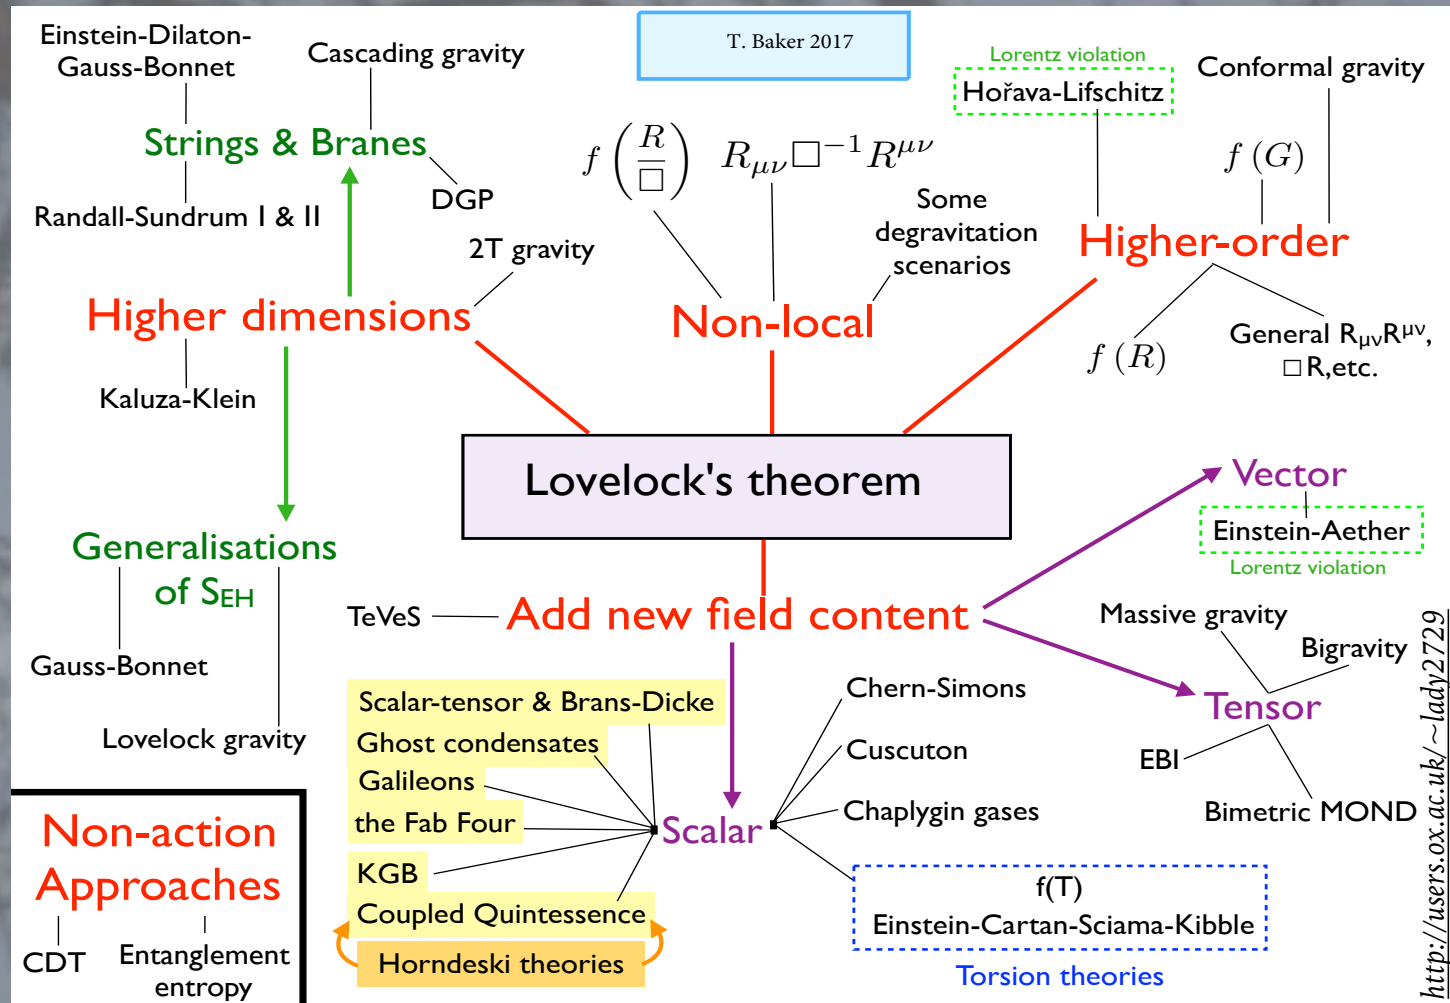 T. Baker 2017
Einstein-Dilaton-
Gauss-Bonnet
Cascading gravity
Strings & Branes
Randall-Sundrum I & II
DGP
2T gravity
Higher dimensions
Kaluza-Klein
Generalisations
of S_EH
Gauss-Bonnet
Lovelock gravity
f (R/□)
R_μν □⁻¹ R^μν
Some
degravitation
scenarios
Non-local
Lorentz violation
Hořava-Lifschitz
Conformal gravity
f (G)
Higher-order
f (R)
General R_μν R^μν,
□ R,etc.
Lovelock's theorem
Vector
Einstein-Aether
Lorentz violation
TeVeS
Add new field content
Massive gravity
Bigravity
Tensor
EBI
Bimetric MOND
Scalar-tensor & Brans-Dicke
Ghost condensates
Galileons
the Fab Four
KGB
Coupled Quintessence
Horndeski theories
Scalar
Chern-Simons
Cuscuton
Chaplygin gases
f(T)
Einstein-Cartan-Sciama-Kibble
Torsion theories
Non-action
Approaches
CDT
Entanglement
entropy
http://users.ox.ac.uk/~lady2729